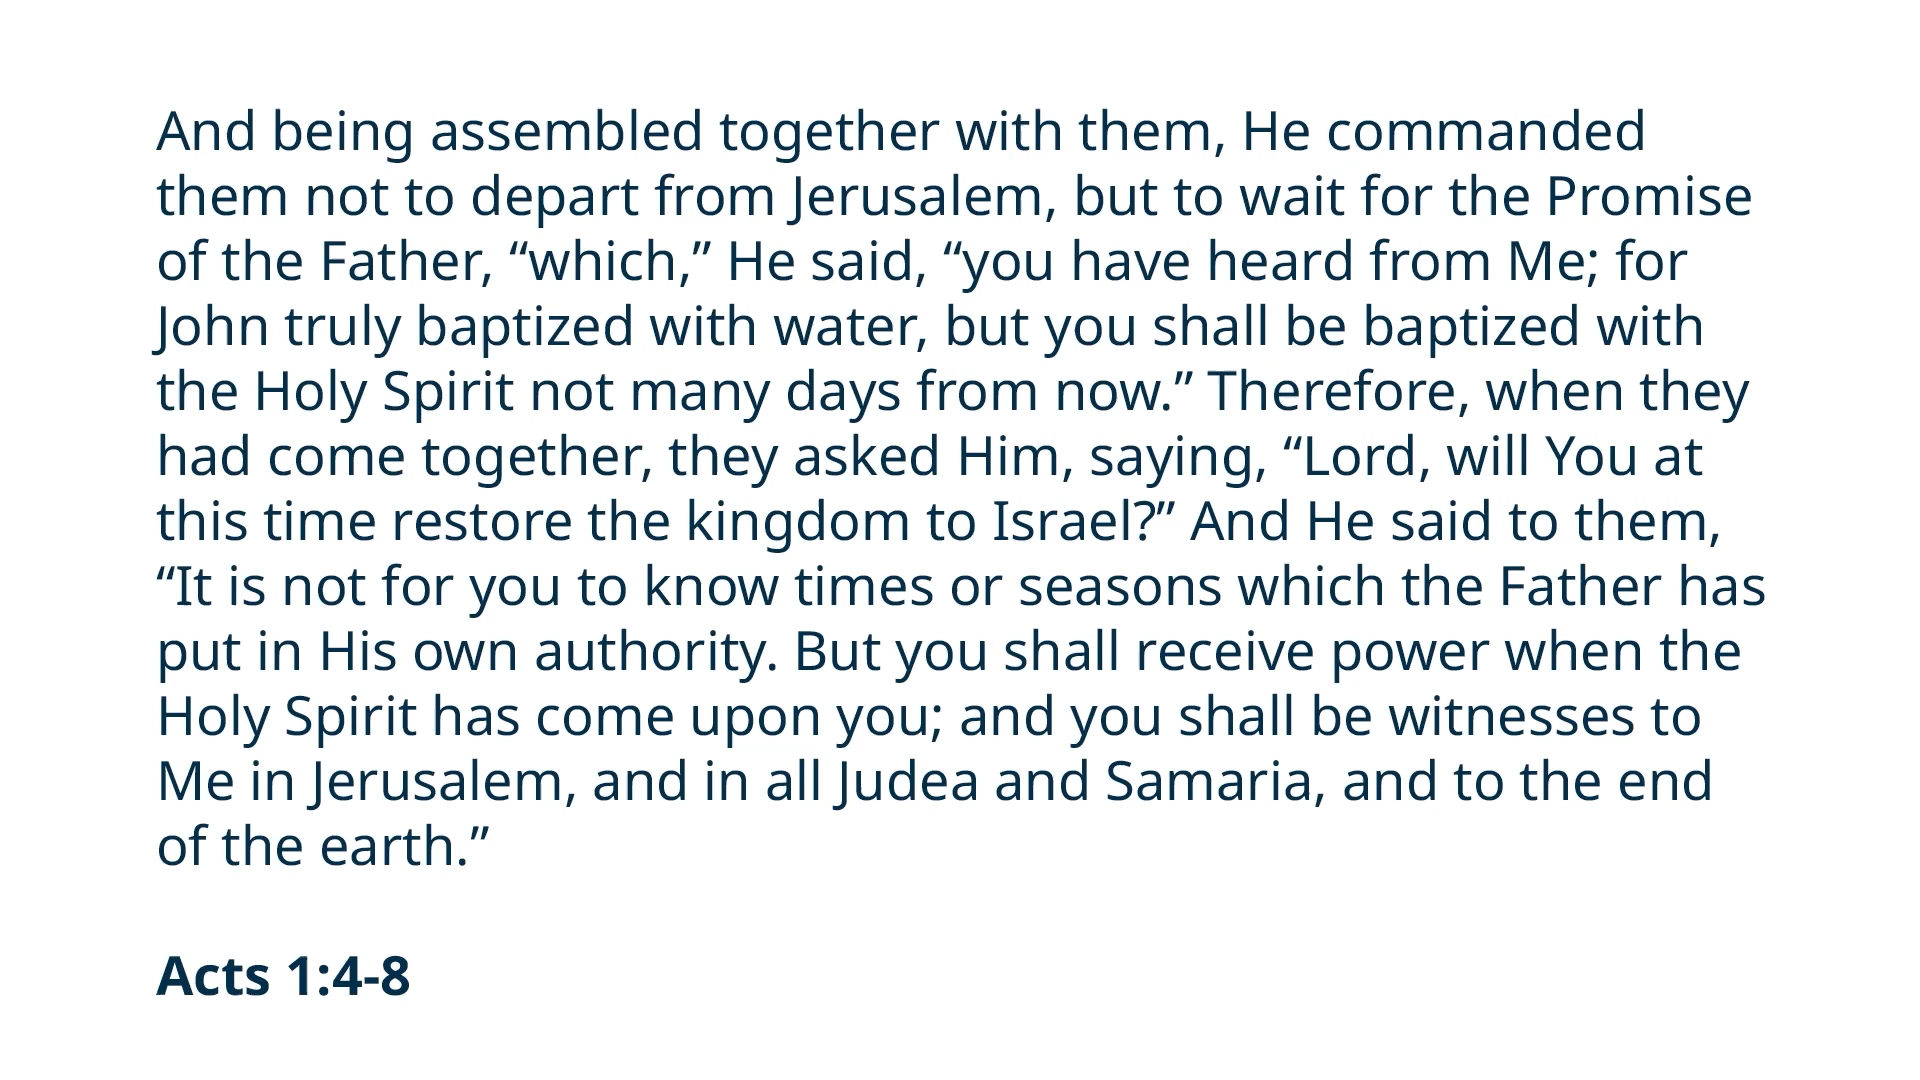 And being assembled together with them, He commanded
them not to depart from Jerusalem, but to wait for the Promise
of the Father, “which,” He said, “you have heard from Me; for
John truly baptized with water, but you shall be baptized with
the Holy Spirit not many days from now.” Therefore, when they
had come together, they asked Him, saying, “Lord, will You at
this time restore the kingdom to Israel?” And He said to them,
“It is not for you to know times or seasons which the Father has
put in His own authority. But you shall receive power when the
Holy Spirit has come upon you; and you shall be witnesses to
Me in Jerusalem, and in all Judea and Samaria, and to the end
of the earth.”
Acts 1:4-8